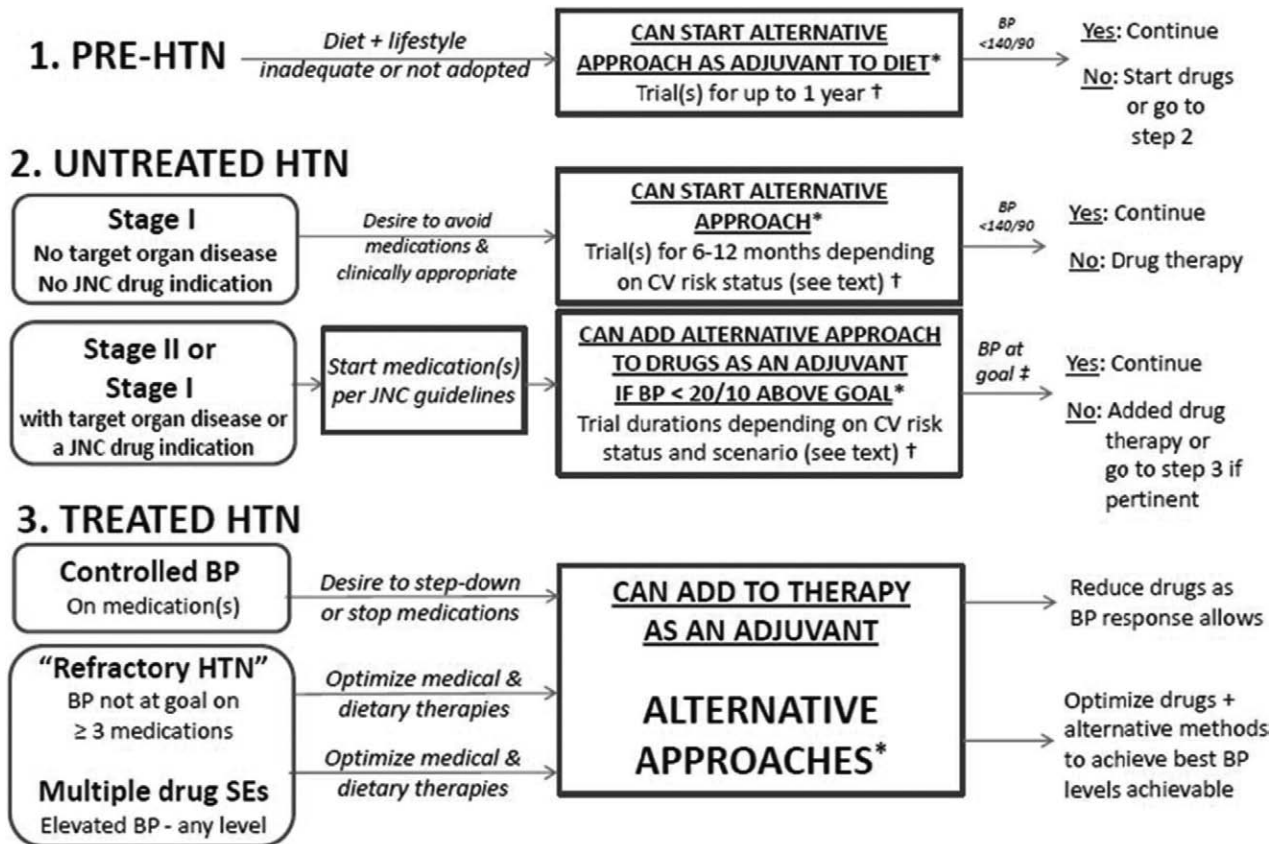 1. PRE-HTN
Diet + lifestyle
inadequate or not adopted
CAN START ALTERNATIVE
APPROACH AS ADJUVANT TO DIET*
Trial(s) for up to 1 year †
BP
<140/90
Yes: Continue
No: Start drugs
or go to
step 2
2. UNTREATED HTN
Stage I
No target organ disease
No JNC drug indication
Desire to avoid
medications &
clinically appropriate
CAN START ALTERNATIVE
APPROACH*
Trial(s) for 6-12 months depending
on CV risk status (see text) †
BP
<140/90
Yes: Continue
No: Drug therapy
Stage II or
Stage I
with target organ disease or
a JNC drug indication
Start medication(s)
per JNC guidelines
CAN ADD ALTERNATIVE APPROACH
TO DRUGS AS AN ADJUVANT
IF BP < 20/10 ABOVE GOAL*
Trial durations depending on CV risk
status and scenario (see text) †
BP at
goal ‡
Yes: Continue
No: Added drug
therapy or
go to step 3 if
pertinent
3. TREATED HTN
Controlled BP
On medication(s)
Desire to step-down
or stop medications
"Refractory HTN"
BP not at goal on
≥ 3 medications
Optimize medical &
dietary therapies
Multiple drug SEs
Elevated BP - any level
Optimize medical &
dietary therapies
CAN ADD TO THERAPY
AS AN ADJUVANT
ALTERNATIVE
APPROACHES*
Reduce drugs as
BP response allows
Optimize drugs +
alternative methods
to achieve best BP
levels achievable